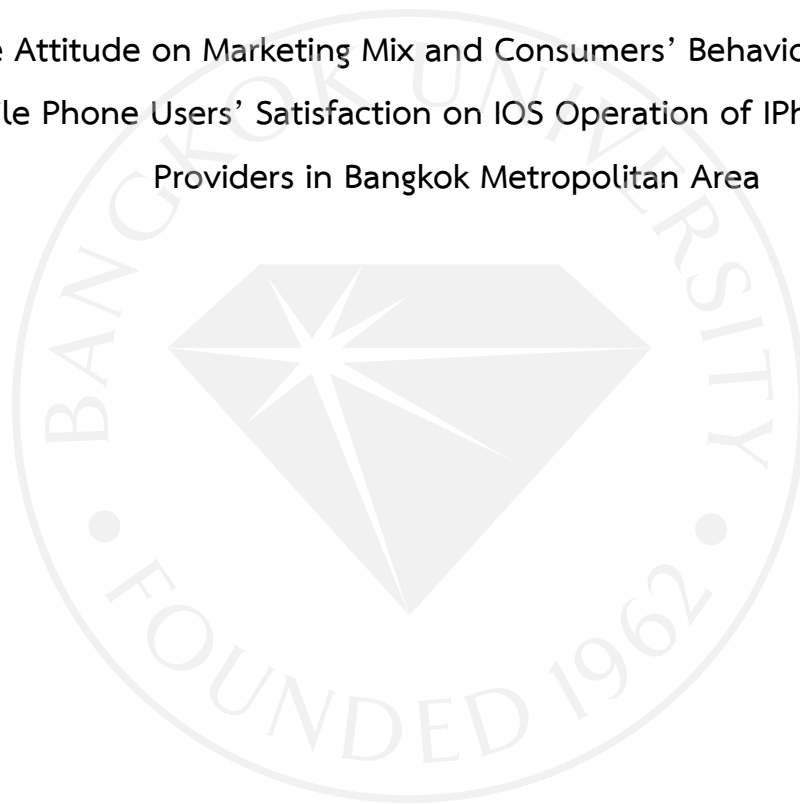 Attitude on Marketing Mix and Consumers’ Behavio
Phone Users’ Satisfaction on IOS Operation of IPh
Providers in Bangkok Metropolitan Area
BANGKOK UNIVERSITY
FOUNDED 1962